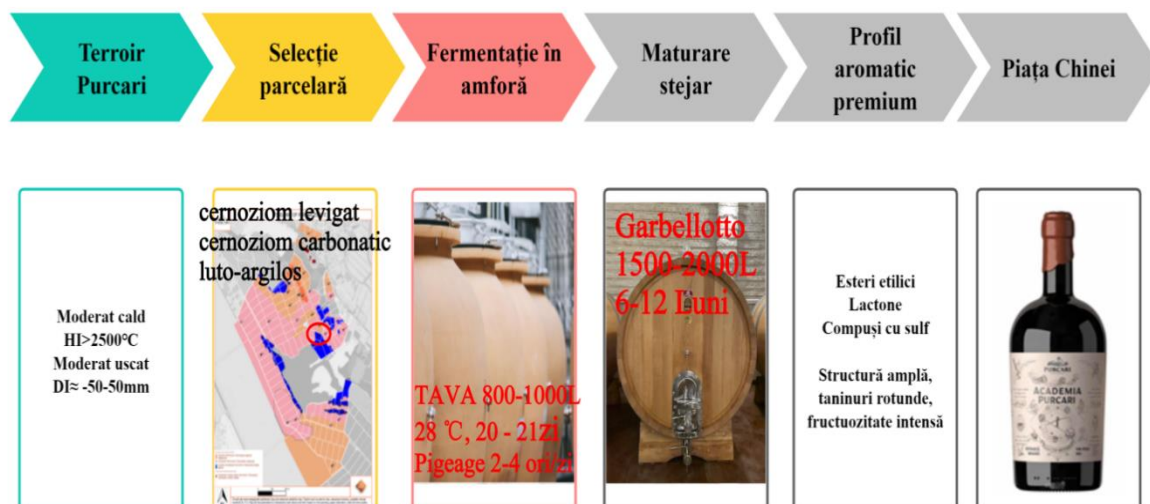 Terroir
Purcari
Selecție
parcelară
Fermentație în
amforă
Maturare
stejar
Profil
aromatic
premium
Piața Chinei
Moderat cald
HI>2500°C
Moderat uscat
DI≈ -50-50mm
cernoziom levigat
cernoziom carbonatic
luto-argilos
TAVA 800-1000L
28 ℃, 20 - 21zi
Pigeage 2-4 ori/zi
Garbellotto
1500-2000L
6-12 Luni
Esteri etilici
Lactone
Compuși cu sulf
Structură amplă,
taninuri rotunde,
fructuozitate intensă
PURCARI
ACADEMIA
PURCARI